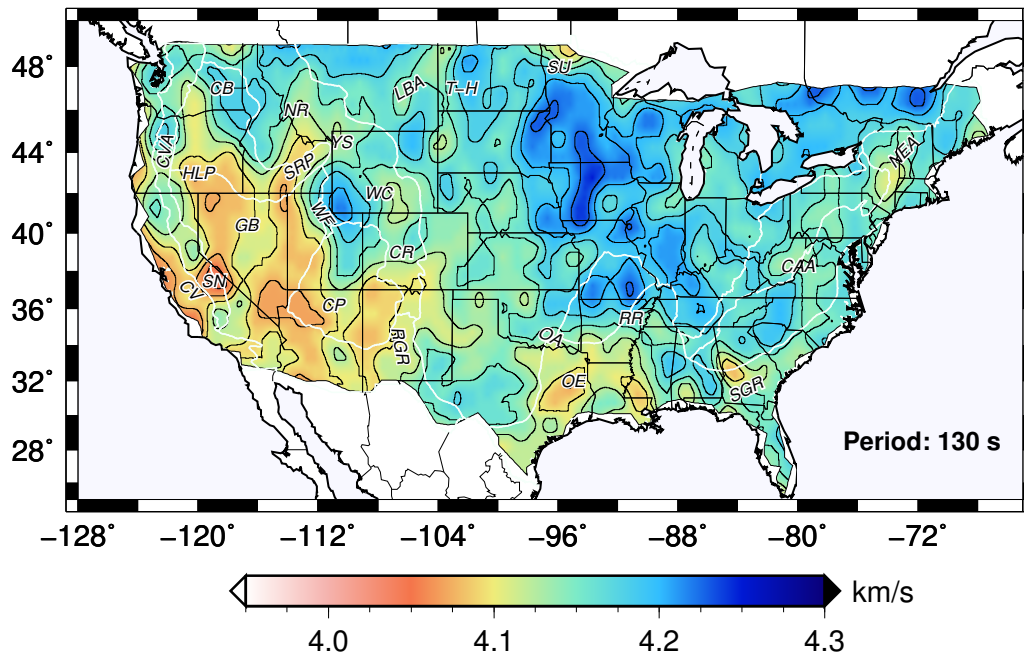 48°
44°
40°
36°
32°
28°
SU
CB
LBA
T–H
NR
CVA
YS
NEA
HLP
SRP
WC
WF
GB
CR
CAA
SN
CV
CP
RR
OA
RGR
OE
SGR
Period: 130 s
−128° −120° −112° −104° −96° −88° −80° −72°
km/s
4.0 4.1 4.2 4.3